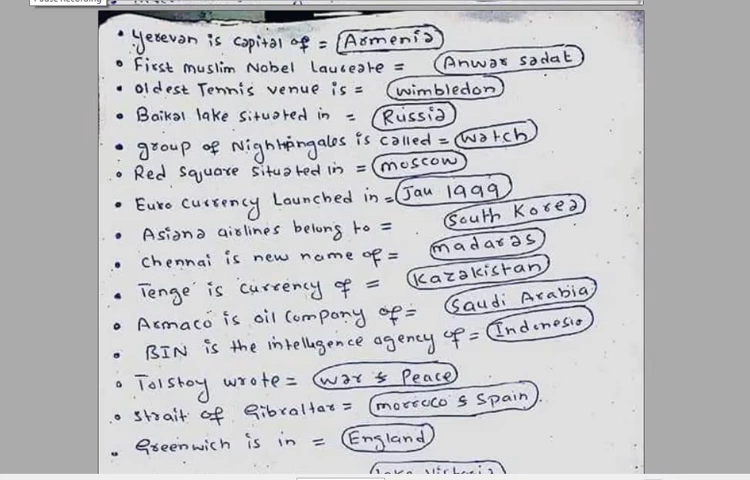 • Yerevan is capital of = Armenia
• First muslim Nobel Laureate = Anwar sadat
• Oldest Tennis venue is = Wimbledon
• Baikal lake situated in = Russia
• group of Nightingales is called = Watch
• Red Square situated in = moscow
• Euro currency Launched in = Jan 1999
• Asiana airlines belong to = South Korea
• Chennai is new name of = madaras
• Tenge is currency of = Kazakistan
• Armaco is oil Company of = Saudi Arabia
• BIN is the intelligence agency of = Indonesia
• Tolstoy wrote = War & Peace
• Strait of Gibraltar = morroco & Spain
• Greenwich is in = England